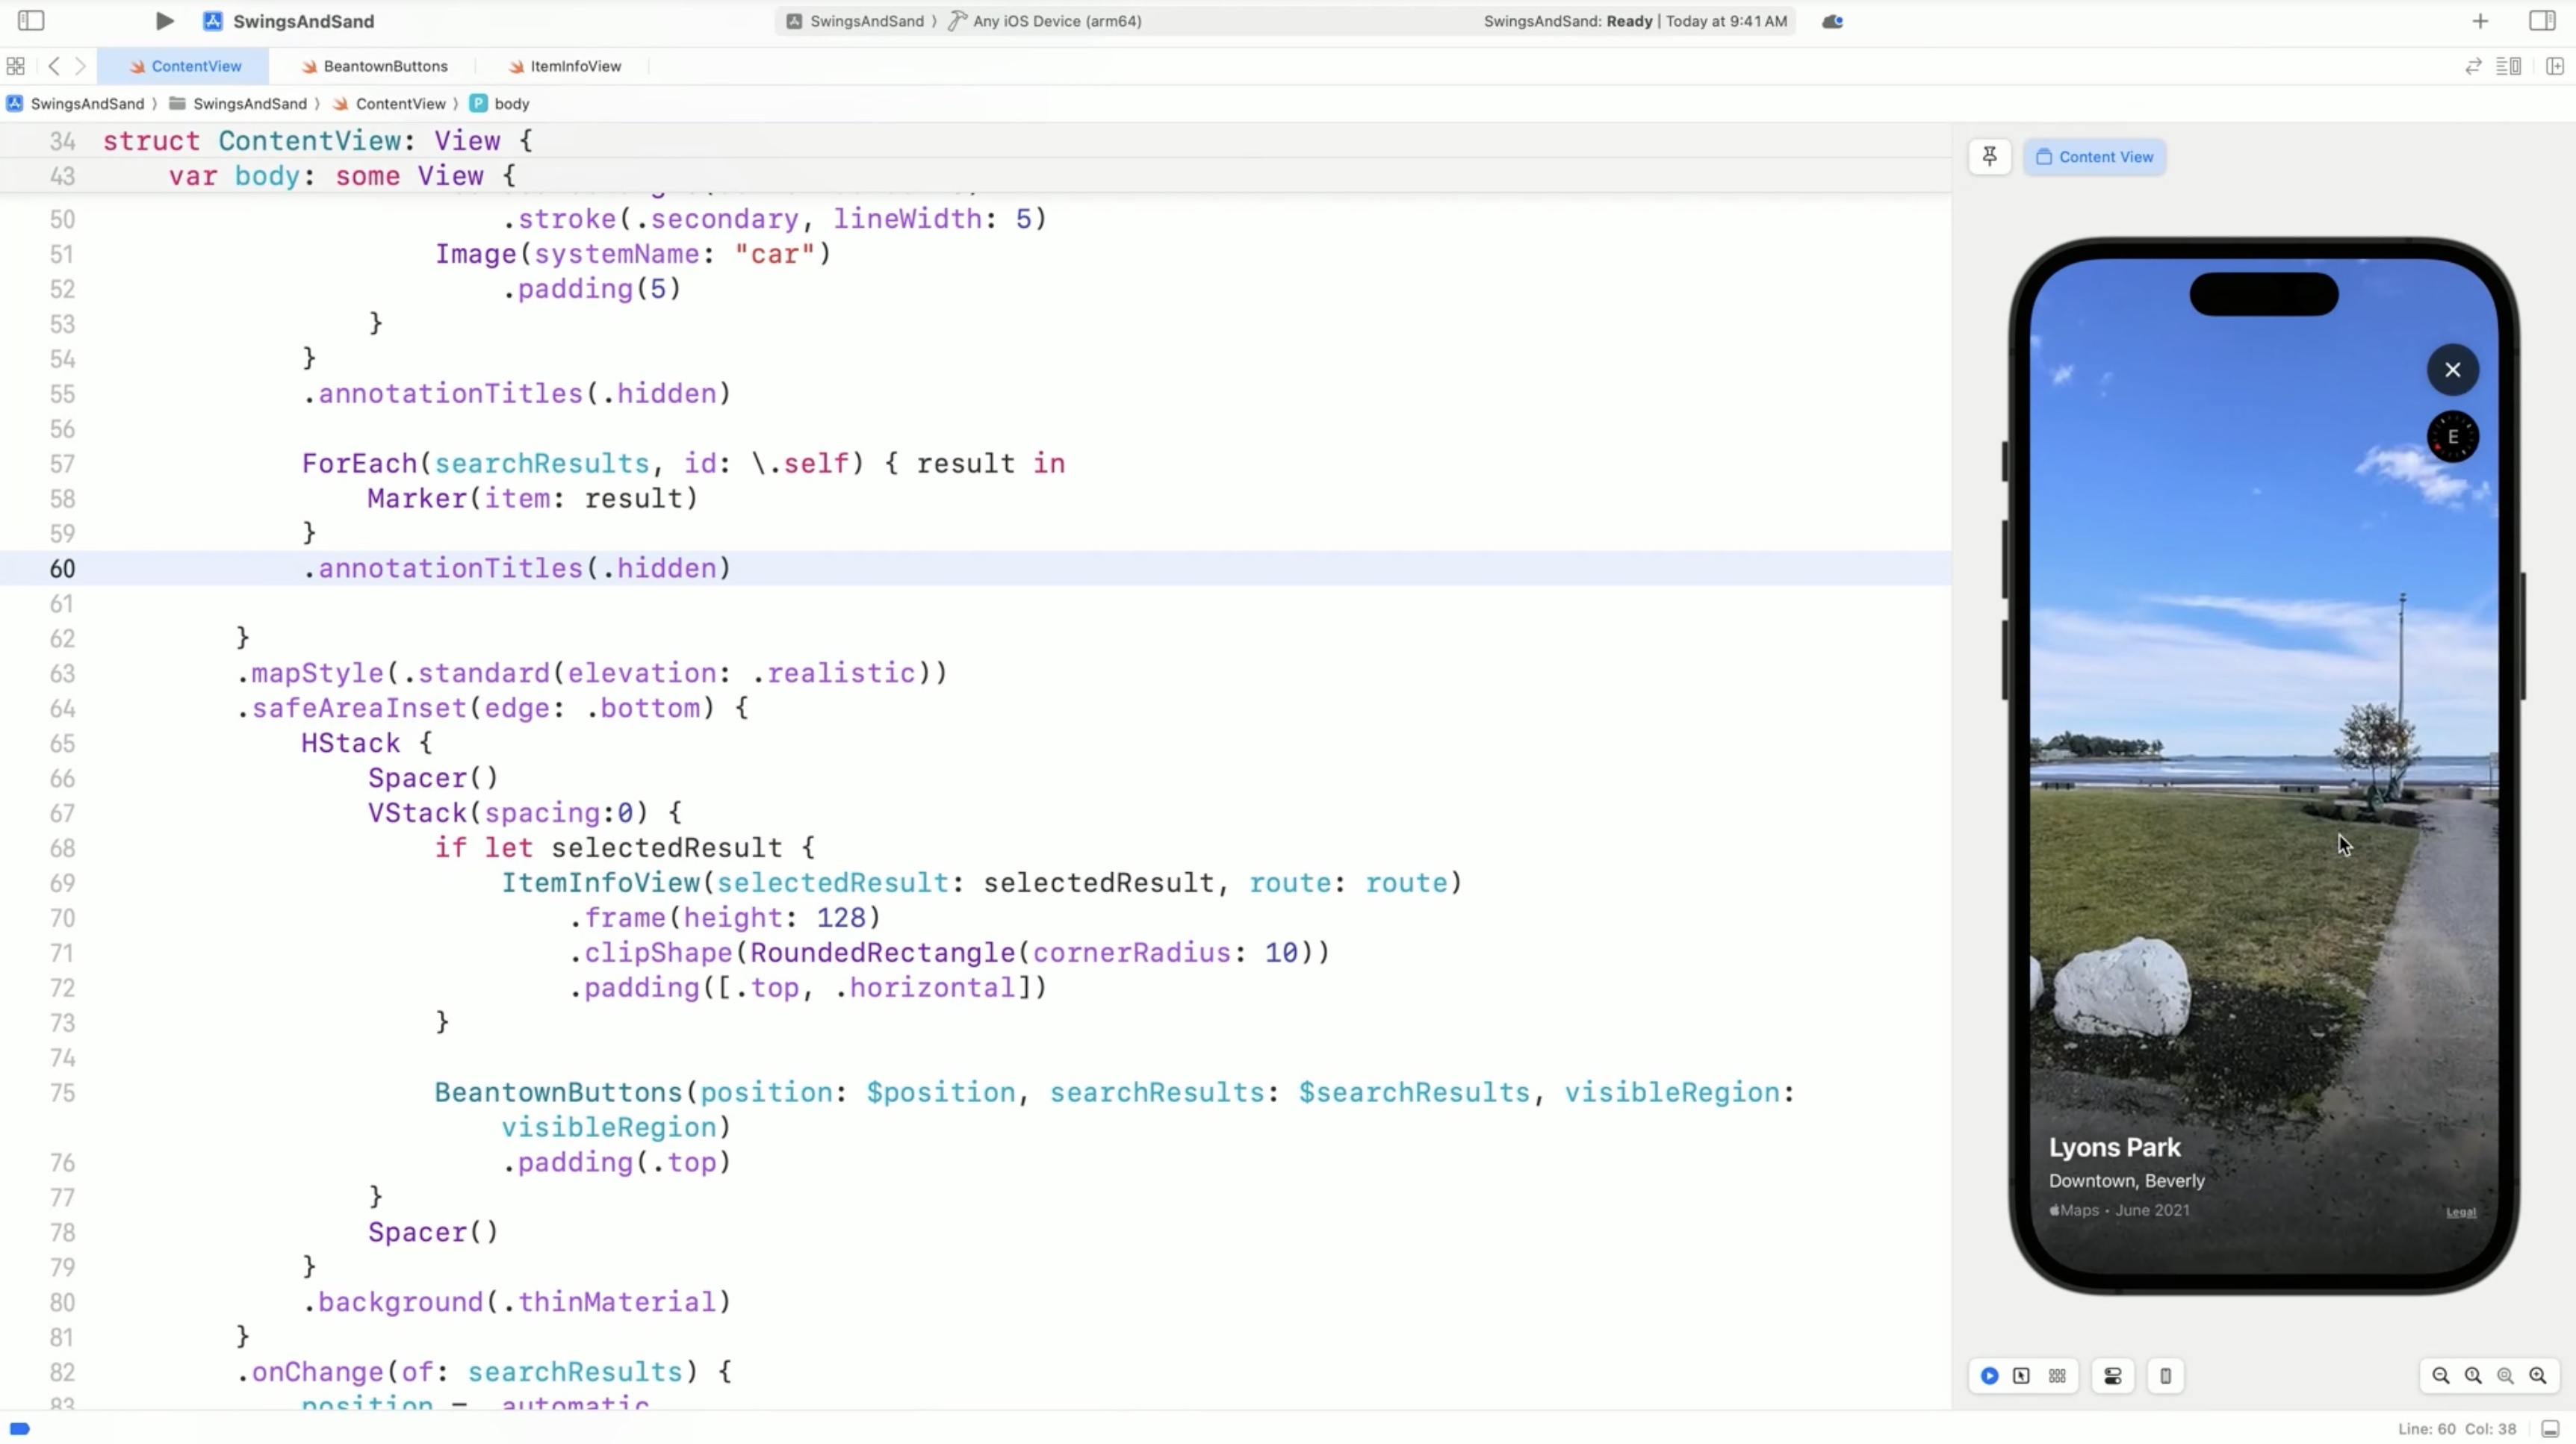 SwingsAndSand
SwingsAndSand 〉 Any iOS Device (arm64)
SwingsAndSand: Ready | Today at 9:41 AM
ContentView
BeantownButtons
ItemInfoView
SwingsAndSand 〉 SwingsAndSand 〉 ContentView 〉 P body
34 struct ContentView: View {
43     var body: some View {
50                         .stroke(.secondary, lineWidth: 5)
51                     Image(systemName: "car")
52                         .padding(5)
53                 }
54             }
55             .annotationTitles(.hidden)
56
57             ForEach(searchResults, id: \.self) { result in
58                 Marker(item: result)
59             }
60             .annotationTitles(.hidden)
61
62         }
63         .mapStyle(.standard(elevation: .realistic))
64         .safeAreaInset(edge: .bottom) {
65             HStack {
66                 Spacer()
67                 VStack(spacing:0) {
68                     if let selectedResult {
69                         ItemInfoView(selectedResult: selectedResult, route: route)
70                             .frame(height: 128)
71                             .clipShape(RoundedRectangle(cornerRadius: 10))
72                             .padding([.top, .horizontal])
73                     }
74
75                     BeantownButtons(position: $position, searchResults: $searchResults, visibleRegion:
                        visibleRegion)
76                         .padding(.top)
77                 }
78                 Spacer()
79             }
80             .background(.thinMaterial)
81         }
82         .onChange(of: searchResults) {
83             position = .automatic
Content View
E
Lyons Park
Downtown, Beverly
Maps • June 2021
Legal
Line: 60 Col: 38